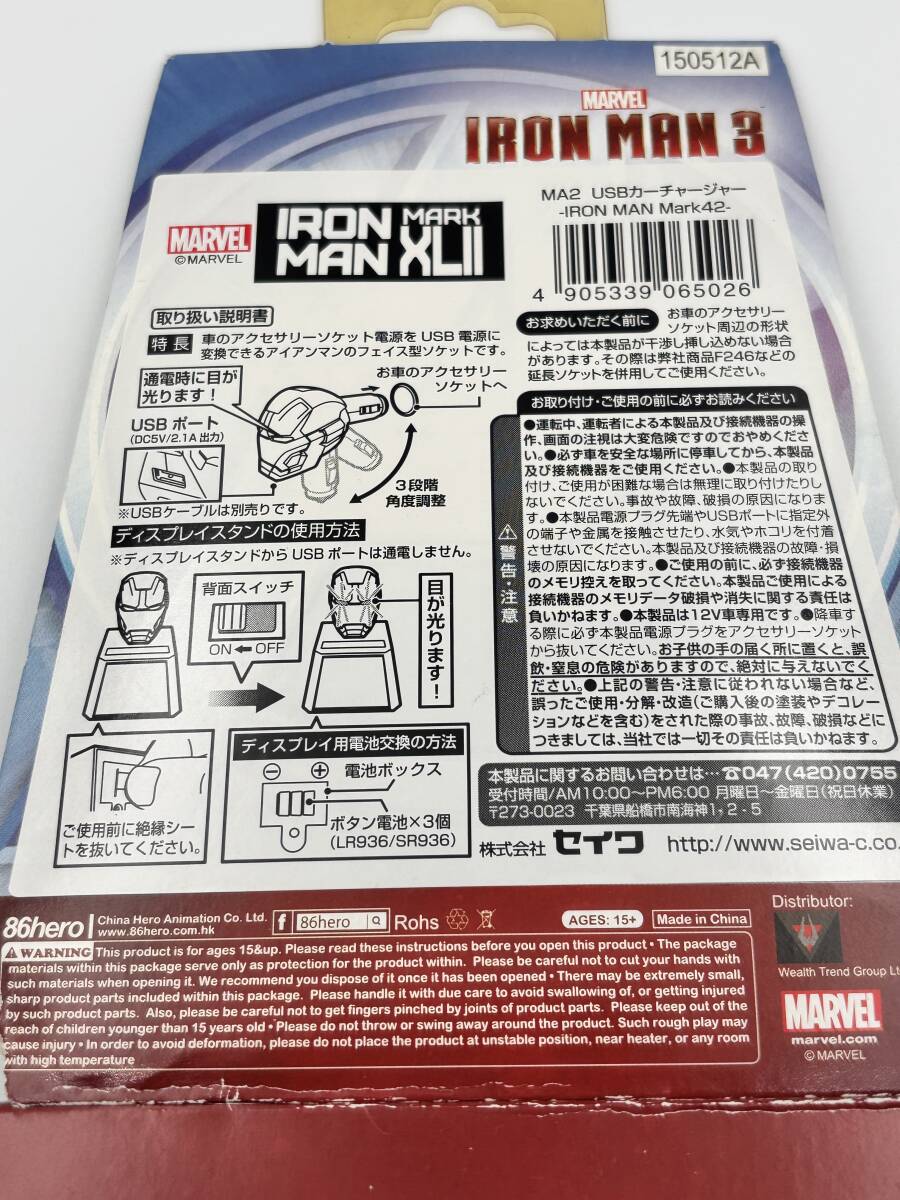 150512A
MARVEL
IRON MAN 3
MA2 USBカーチャージャー
-IRON MAN Mark42-
4 905339 065026
MARVEL
©MARVEL
IRON MAN
MARK XLII
取り扱い説明書
特長 車のアクセサリーソケット電源を USB 電源に
変換できるアイアンマンのフェイス型ソケットです。
通電時に目が
光ります！
お車のアクセサリー
ソケットへ
USB ポート
(DC5V/2.1A 出力)
3段階
角度調整
※USBケーブルは別売りです。
ディスプレイスタンドの使用方法
※ディスプレイスタンドから USB ポートは通電しません。
背面スイッチ
ON ← OFF
目が光ります！
ご使用前に絶縁シー
トを抜いてください。
ディスプレイ用電池交換の方法
⊖ ⊕ 電池ボックス
ボタン電池×3個
(LR936/SR936)
お求めいただく前に お車のアクセサリー
ソケット周辺の形状
によっては本製品が干渉し挿し込めない場合
があります。その際は弊社商品F246などの
延長ソケットを併用してご使用ください。
お取り付け・ご使用の前に必ずお読みください
⚠警告・注意
●運転中、運転者による本製品及び接続機器の操
作、画面の注視は大変危険ですのでおやめくださ
い。●必ず車を安全な場所に停車してから、本製品
及び接続機器をご使用ください。●本製品の取り
付け、ご使用が困難な場合は無理に取り付けたりし
ないでください。事故や故障、破損の原因になりま
す。●本製品電源プラグ先端やUSBポートに指定外
の端子や金属を接触させたり、水気やホコリを付着
させないでください。本製品及び接続機器の故障・損
壊の原因になります。●ご使用の前に、必ず接続機器
のメモリ控えを取ってください。本製品ご使用による
接続機器のメモリデータ破損や消失に関する責任は
負いかねます。●本製品は12V車専用です。●降車す
る際に必ず本製品電源プラグをアクセサリーソケット
から抜いてください。お子供の手の届く所に置くと、誤
飲・窒息の危険がありますので、絶対に与えないでく
ださい。●上記の警告・注意に従われない場合など、
誤ったご使用・分解・改造(ご購入後の塗装やデコレー
ションなどを含む)をされた際の事故、故障、破損などに
つきましては、当社では一切その責任は負いかねます。
本製品に関するお問い合わせは…☎047(420)0755
受付時間/AM10:00〜PM6:00 月曜日〜金曜日(祝日休業)
〒273-0023 千葉県船橋市南海神1-2-5
株式会社 セイワ http://www.seiwa-c.co.
86hero
China Hero Animation Co. Ltd.
www.86hero.com.hk
f 86hero
Rohs
AGES: 15+
Made in China
Distributor:
Wealth Trend Group Lt
MARVEL
marvel.com
© MARVEL
⚠ WARNING This product is for ages 15&up. Please read these instructions before you open this product • The package
materials within this package serve only as protection for the product within. Please be careful not to cut your hands with
such materials when opening it. We recommend you dispose of it once it has been opened • There may be extremely small,
sharp product parts included within this package. Please handle it with due care to avoid swallowing of, or getting injured
by such product parts. Also, please be careful not to get fingers pinched by joints of product parts. Please keep out of the
reach of children younger than 15 years old • Please do not throw or swing away around the product. Such rough play may
cause injury • In order to avoid deformation, please do not place the product at unstable position, near heater, or any room
with high temperature